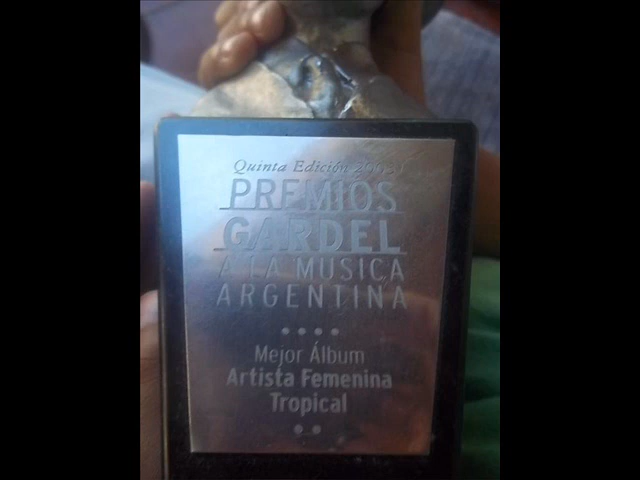 Quinta Edición
PREMIOS
GARDEL
A LA MUSICA
ARGENTINA
Mejor Álbum
Artista Femenina
Tropical